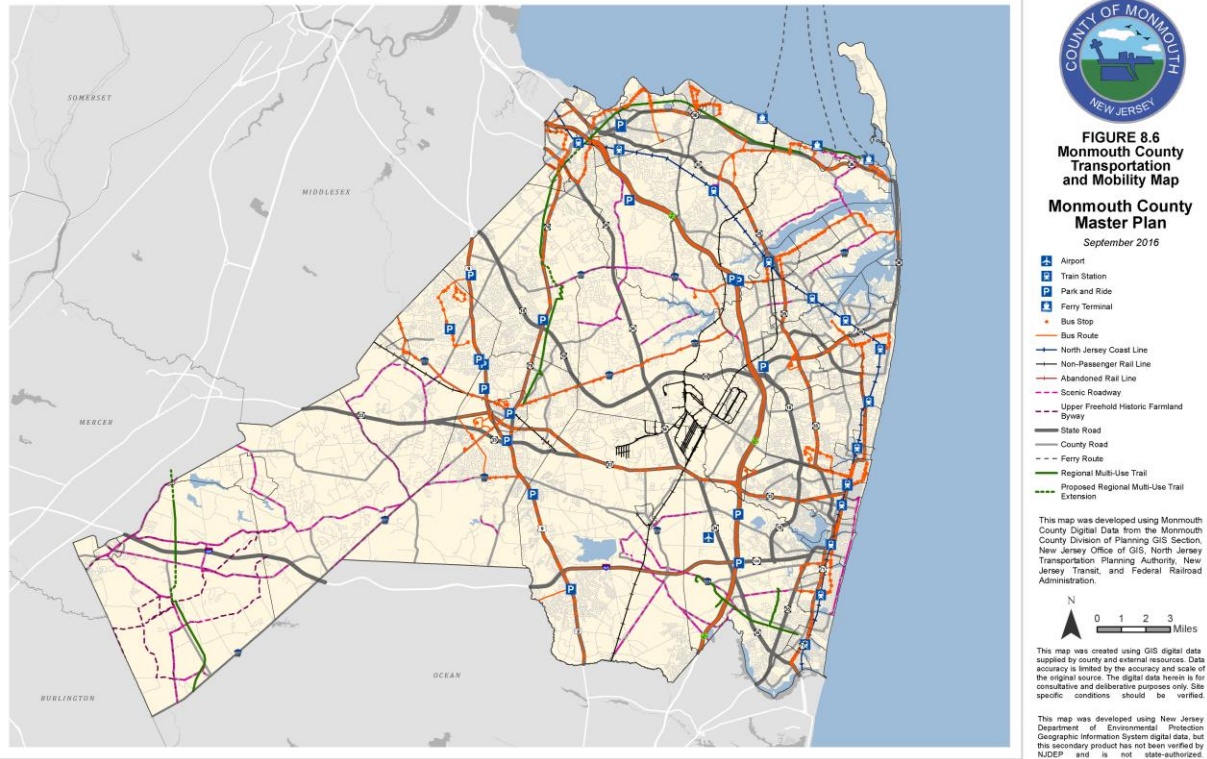 SOMERSET
MIDDLESEX
MERCER
BURLINGTON
OCEAN
COUNTY OF MONMOUTH
NEW JERSEY
FIGURE 8.6
Monmouth County
Transportation
and Mobility Map
Monmouth County
Master Plan
September 2016
Airport
Train Station
P Park and Ride
Ferry Terminal
Bus Stop
Bus Route
North Jersey Coast Line
Non-Passenger Rail Line
Abandoned Rail Line
Scenic Roadway
Upper Freehold Historic Farmland
Byway
State Road
County Road
Ferry Route
Regional Multi-Use Trail
Proposed Regional Multi-Use Trail
Extension
This map was developed using Monmouth
County Digitial Data from the Monmouth
County Division of Planning GIS Section,
New Jersey Office of GIS, North Jersey
Transportation Planning Authority, New
Jersey Transit, and Federal Railroad
Administration.
N
0 1 2 3
Miles
This map was created using GIS digital data
supplied by county and external resources. Data
accuracy is limited by the accuracy and scale of
the original source. The digital data herein is for
consultative and deliberative purposes only. Site
specific conditions should be verified.
This map was developed using New Jersey
Department of Environmental Protection
Geographic Information System digital data, but
this secondary product has not been verified by
NJDEP and is not state-authorized.